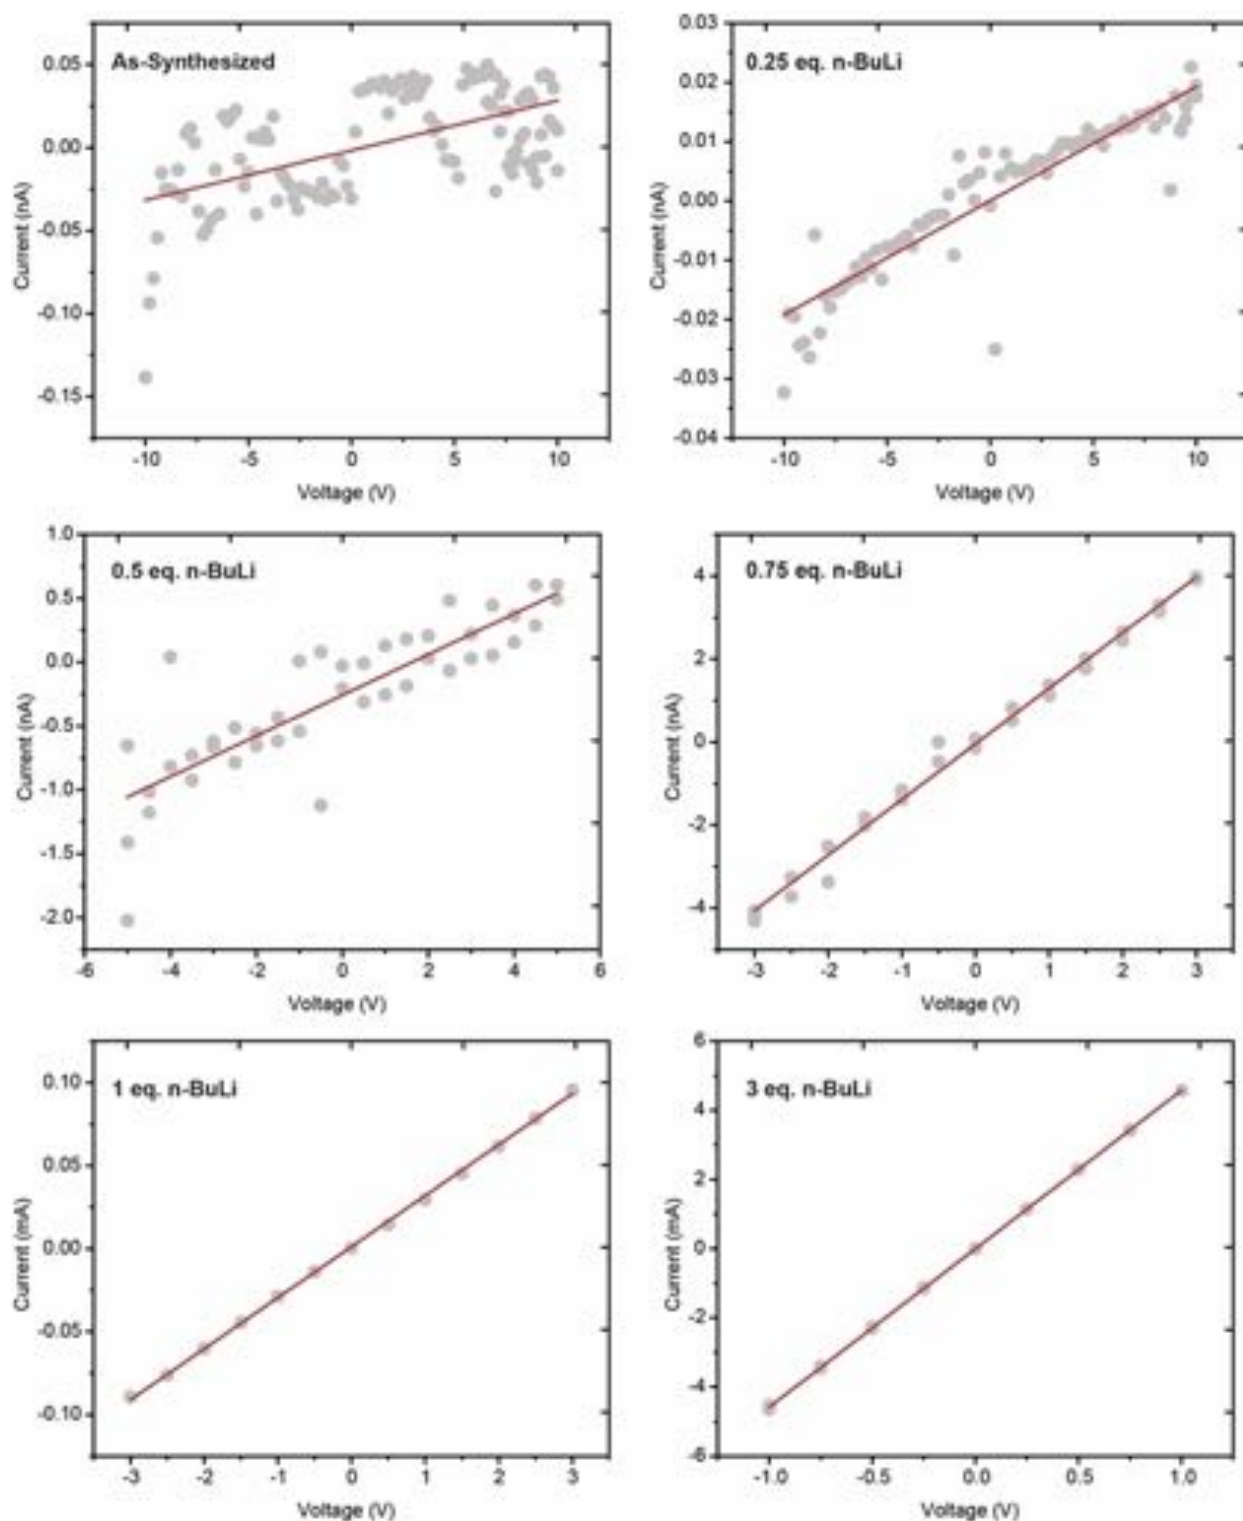 As-Synthesized
0.05
0.00
-0.05
-0.10
-0.15
Current (nA)
-10 -5 0 5 10
Voltage (V)
0.25 eq. n-BuLi
0.03
0.02
0.01
0.00
-0.01
-0.02
-0.03
-0.04
Current (nA)
-10 -5 0 5 10
Voltage (V)
0.5 eq. n-BuLi
1.0
0.5
0.0
-0.5
-1.0
-1.5
-2.0
Current (nA)
-6 -4 -2 0 2 4 6
Voltage (V)
0.75 eq. n-BuLi
4
2
0
-2
-4
Current (nA)
-3 -2 -1 0 1 2 3
Voltage (V)
1 eq. n-BuLi
0.10
0.05
0.00
-0.05
-0.10
Current (mA)
-3 -2 -1 0 1 2 3
Voltage (V)
3 eq. n-BuLi
6
4
2
0
-2
-4
-6
Current (mA)
-1.0 -0.5 0.0 0.5 1.0
Voltage (V)